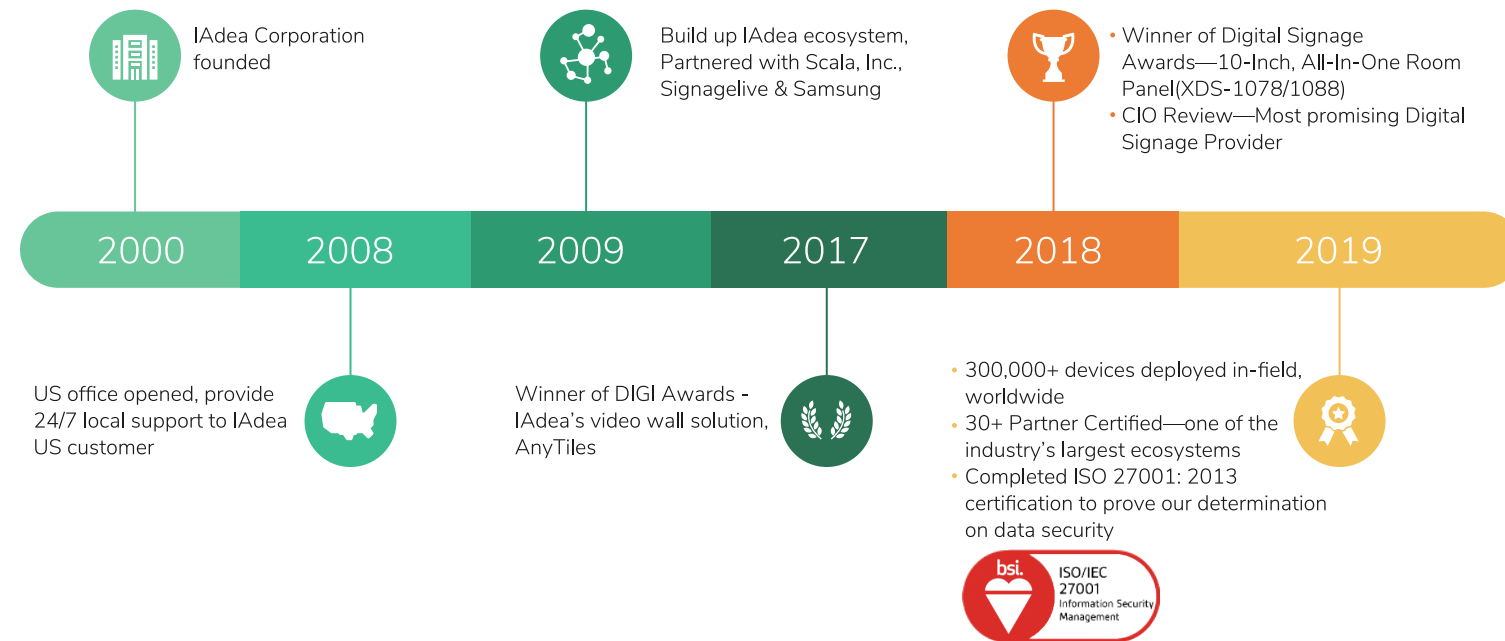 IAdea Corporation
founded
Build up IAdea ecosystem,
Partnered with Scala, Inc.,
Signagelive & Samsung
• Winner of Digital Signage
Awards—10-Inch, All-In-One Room
Panel(XDS-1078/1088)
• CIO Review—Most promising Digital
Signage Provider
2000
2008
2009
2017
2018
2019
US office opened, provide
24/7 local support to IAdea
US customer
Winner of DIGI Awards -
IAdea's video wall solution,
AnyTiles
• 300,000+ devices deployed in-field,
worldwide
• 30+ Partner Certified—one of the
industry's largest ecosystems
• Completed ISO 27001: 2013
certification to prove our determination
on data security
bsi.
ISO/IEC
27001
Information Security
Management